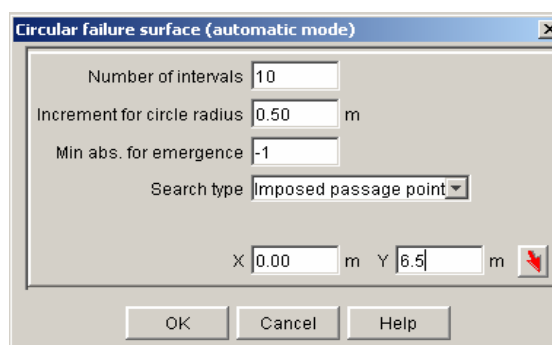 Circular failure surface (automatic mode)
Number of intervals 10
Increment for circle radius 0.50 m
Min abs. for emergence -1
Search type Imposed passage point
X 0.00 m Y 6.5 m
OK Cancel Help